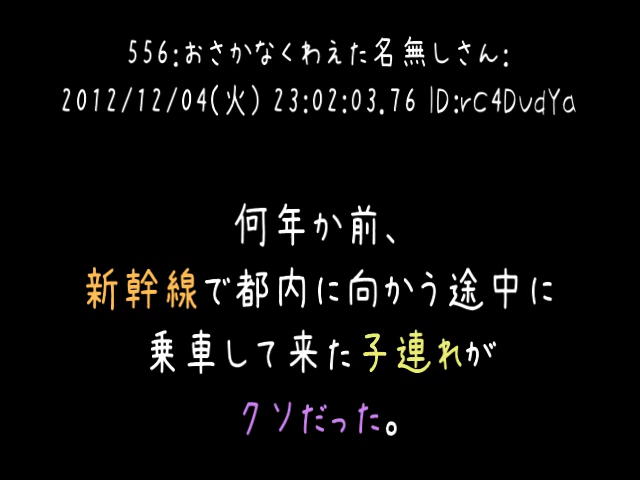 556:おさかなくわえた名無しさん:
2012/12/04(火) 23:02:03.76 ID:rC4DvdYa
何年か前、
新幹線で都内に向かう途中に
乗車して来た子連れが
クソだった。